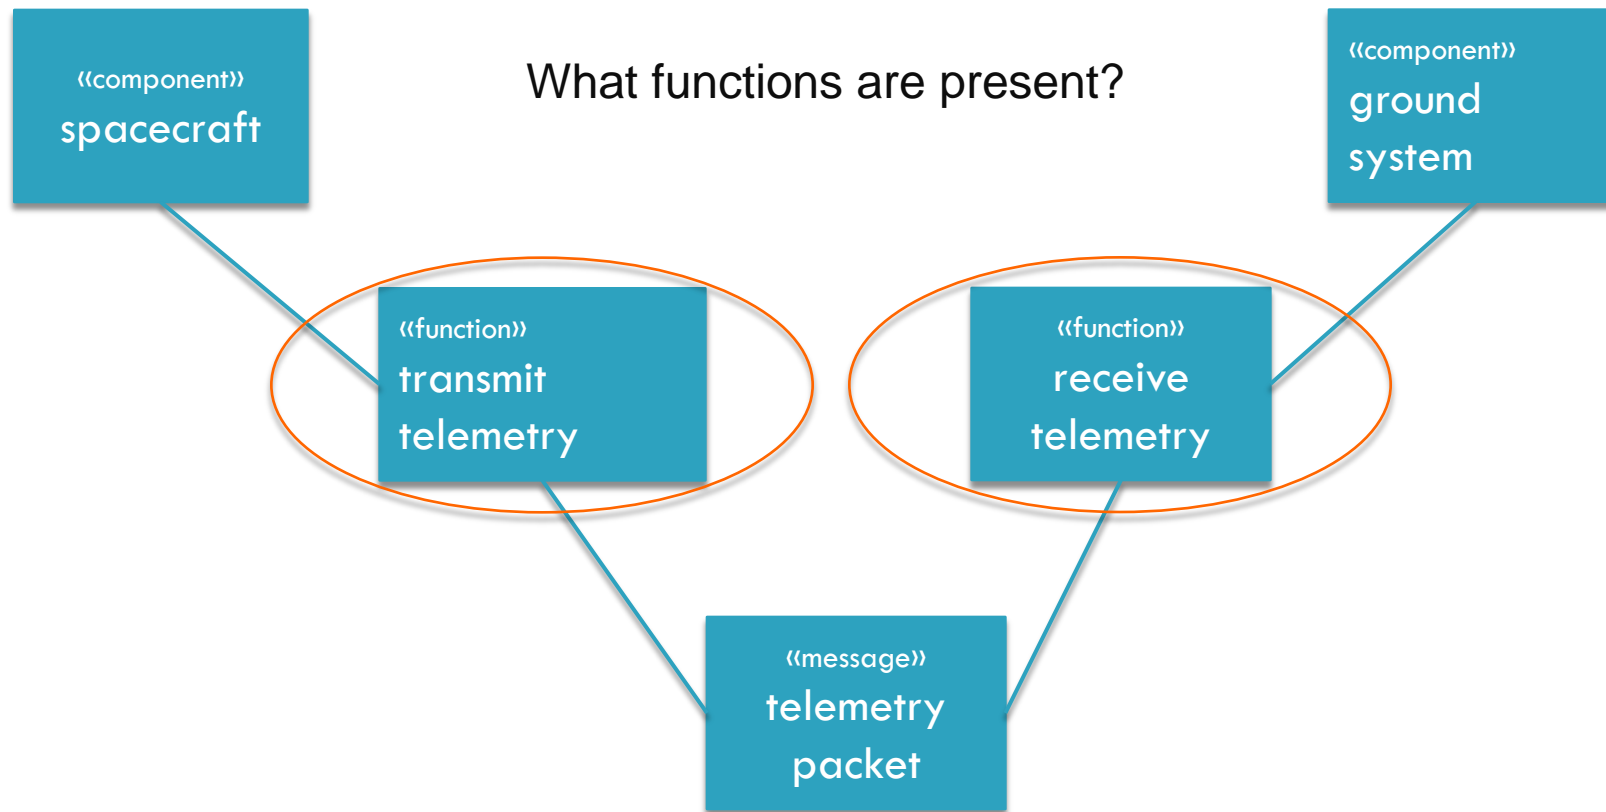 «component»
spacecraft
What functions are present?
«component»
ground
system
«function»
transmit
telemetry
«function»
receive
telemetry
«message»
telemetry
packet